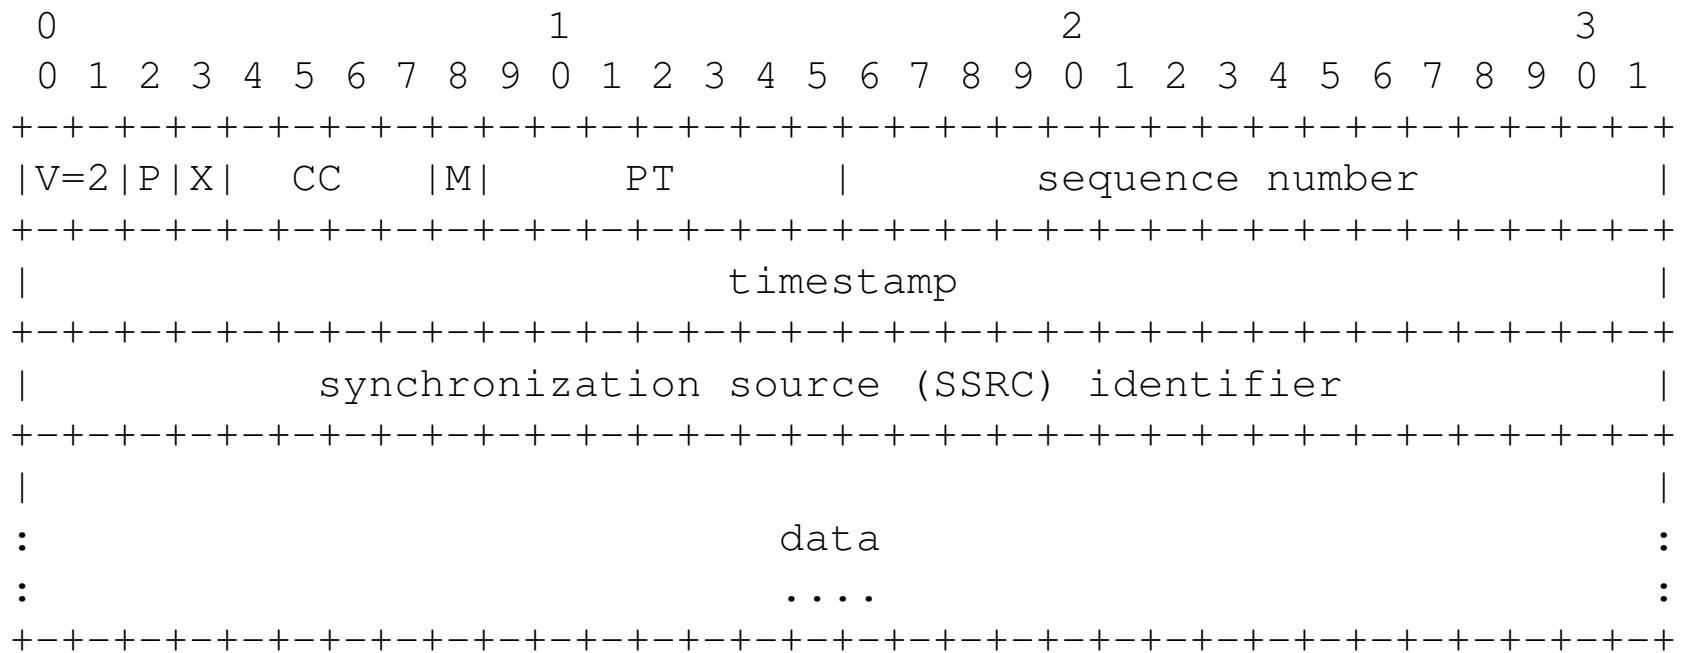 0                   1                   2                   3
 0 1 2 3 4 5 6 7 8 9 0 1 2 3 4 5 6 7 8 9 0 1 2 3 4 5 6 7 8 9 0 1
+-+-+-+-+-+-+-+-+-+-+-+-+-+-+-+-+-+-+-+-+-+-+-+-+-+-+-+-+-+-+-+-+
|V=2|P|X|  CC   |M|     PT      |       sequence number         |
+-+-+-+-+-+-+-+-+-+-+-+-+-+-+-+-+-+-+-+-+-+-+-+-+-+-+-+-+-+-+-+-+
|                           timestamp                           |
+-+-+-+-+-+-+-+-+-+-+-+-+-+-+-+-+-+-+-+-+-+-+-+-+-+-+-+-+-+-+-+-+
|           synchronization source (SSRC) identifier            |
+-+-+-+-+-+-+-+-+-+-+-+-+-+-+-+-+-+-+-+-+-+-+-+-+-+-+-+-+-+-+-+-+
|                                                               |
:                             data                              :
:                             ....                              :
+-+-+-+-+-+-+-+-+-+-+-+-+-+-+-+-+-+-+-+-+-+-+-+-+-+-+-+-+-+-+-+-+